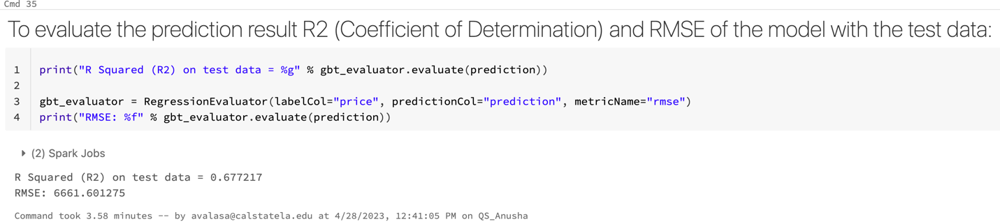 Cmd 35
To evaluate the prediction result R2 (Coefficient of Determination) and RMSE of the model with the test data:
1 print("R Squared (R2) on test data = %g" % gbt_evaluator.evaluate(prediction))
2
3 gbt_evaluator = RegressionEvaluator(labelCol="price", predictionCol="prediction", metricName="rmse")
4 print("RMSE: %f" % gbt_evaluator.evaluate(prediction))
(2) Spark Jobs
R Squared (R2) on test data = 0.677217
RMSE: 6661.601275
Command took 3.58 minutes -- by avalasa@calstatela.edu at 4/28/2023, 12:41:05 PM on QS_Anusha